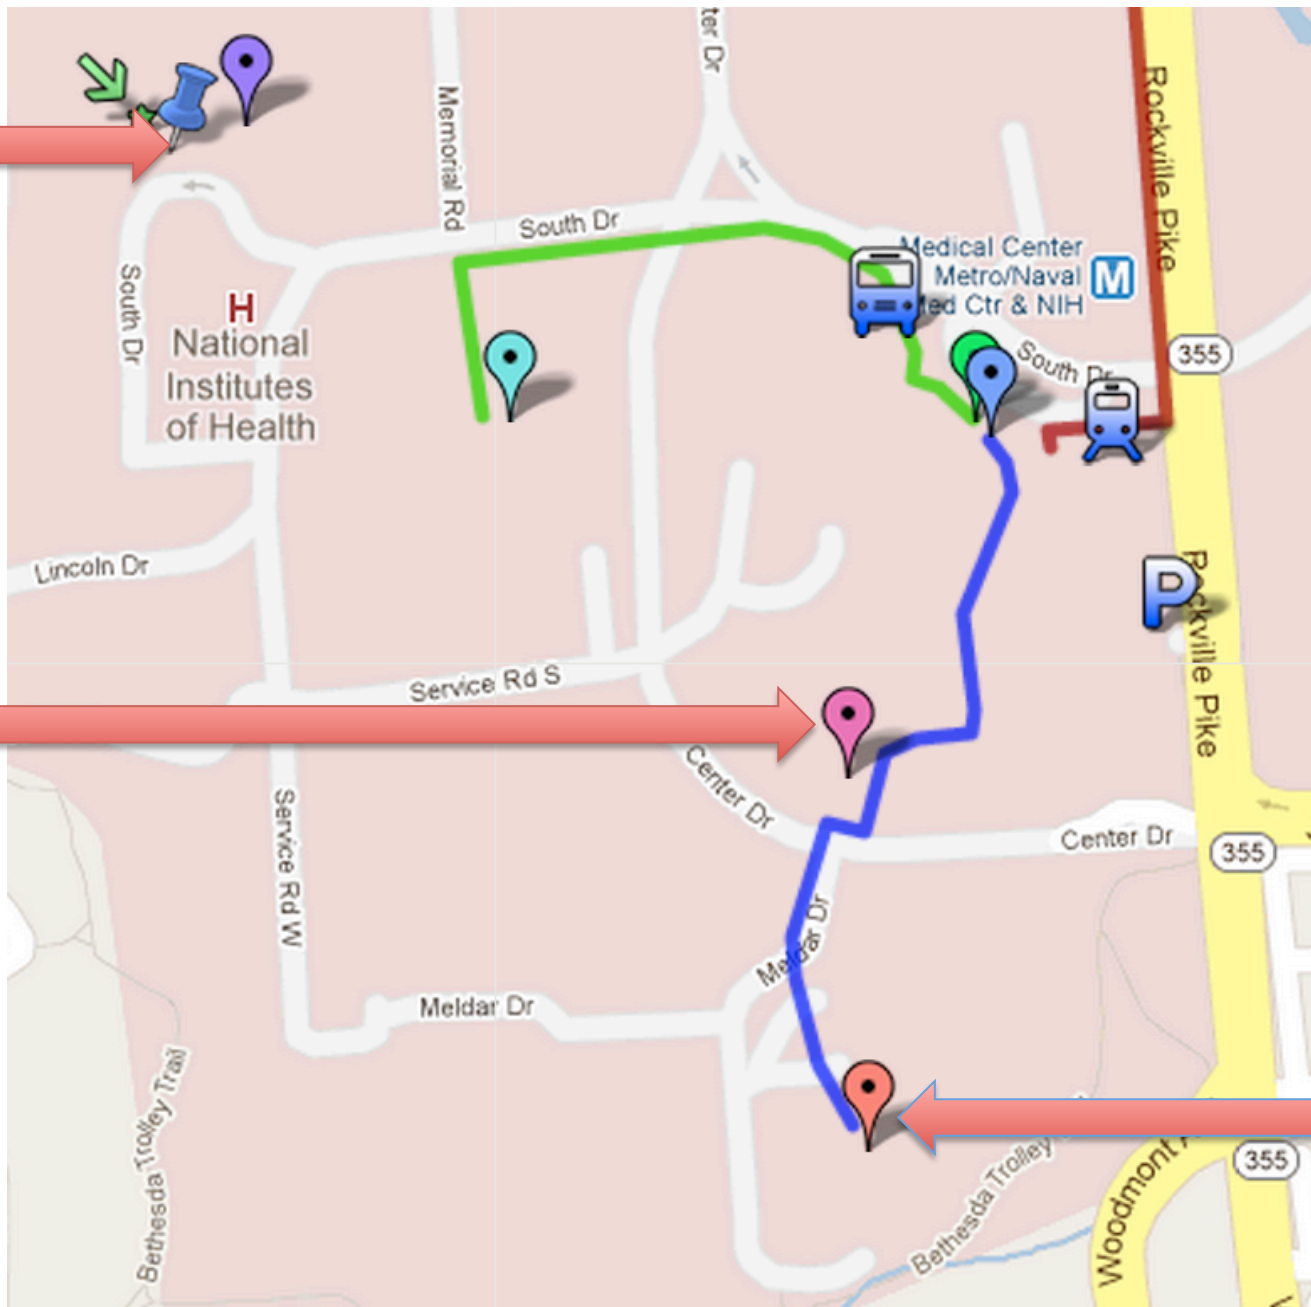 ter Dr
Rockville Pike
Memorial Rd
South Dr
Medical Center
Metro/Naval
Med Ctr & NIH
M
South Dr
H
National
Institutes
of Health
South Dr
355
Lincoln Dr
P
Rockville Pike
Service Rd S
Center Dr
Center Dr
355
Service Rd W
Meldar Dr
Meldar Dr
Bethesda Trolley Trail
Bethesda Trolley
Woodmont A
355